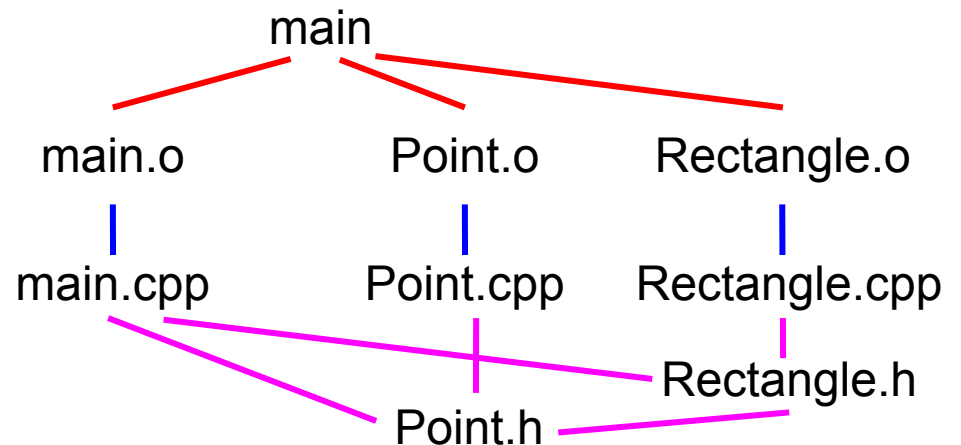 main
main.o Point.o Rectangle.o
main.cpp Point.cpp Rectangle.cpp
Rectangle.h
Point.h